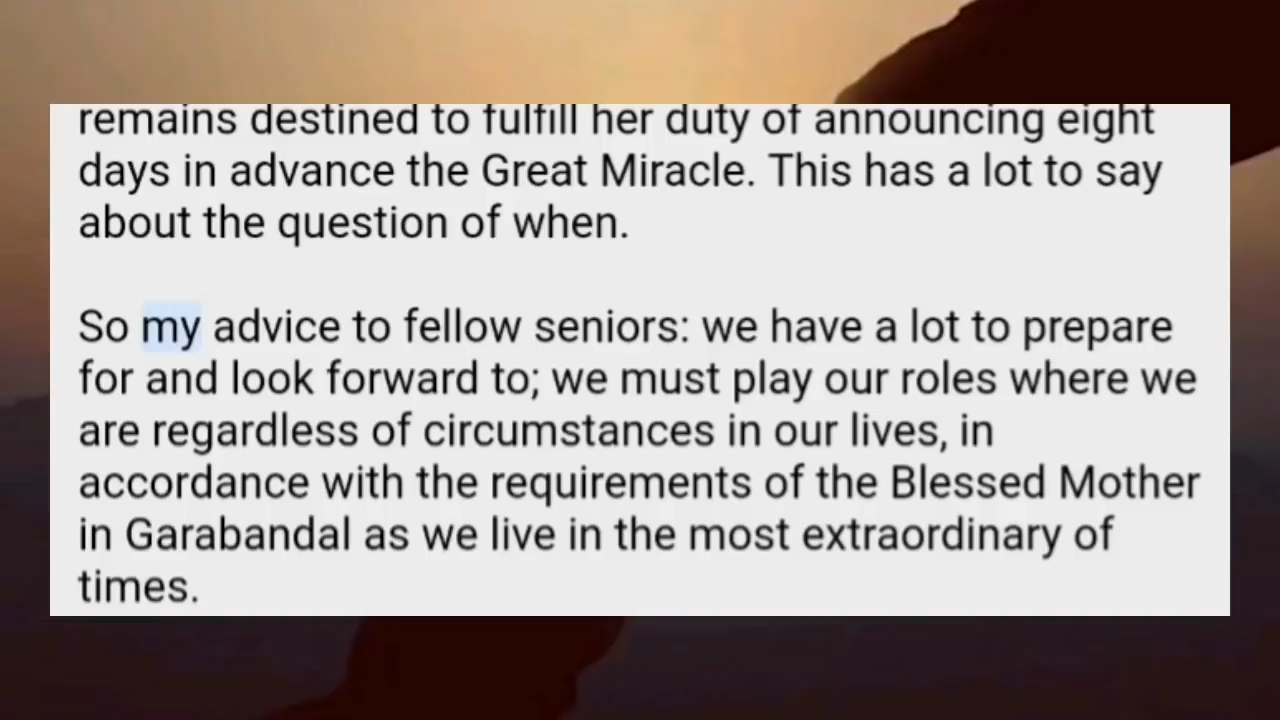 remains destined to fulfill her duty of announcing eight
days in advance the Great Miracle. This has a lot to say
about the question of when.
So my advice to fellow seniors: we have a lot to prepare
for and look forward to; we must play our roles where we
are regardless of circumstances in our lives, in
accordance with the requirements of the Blessed Mother
in Garabandal as we live in the most extraordinary of
times.